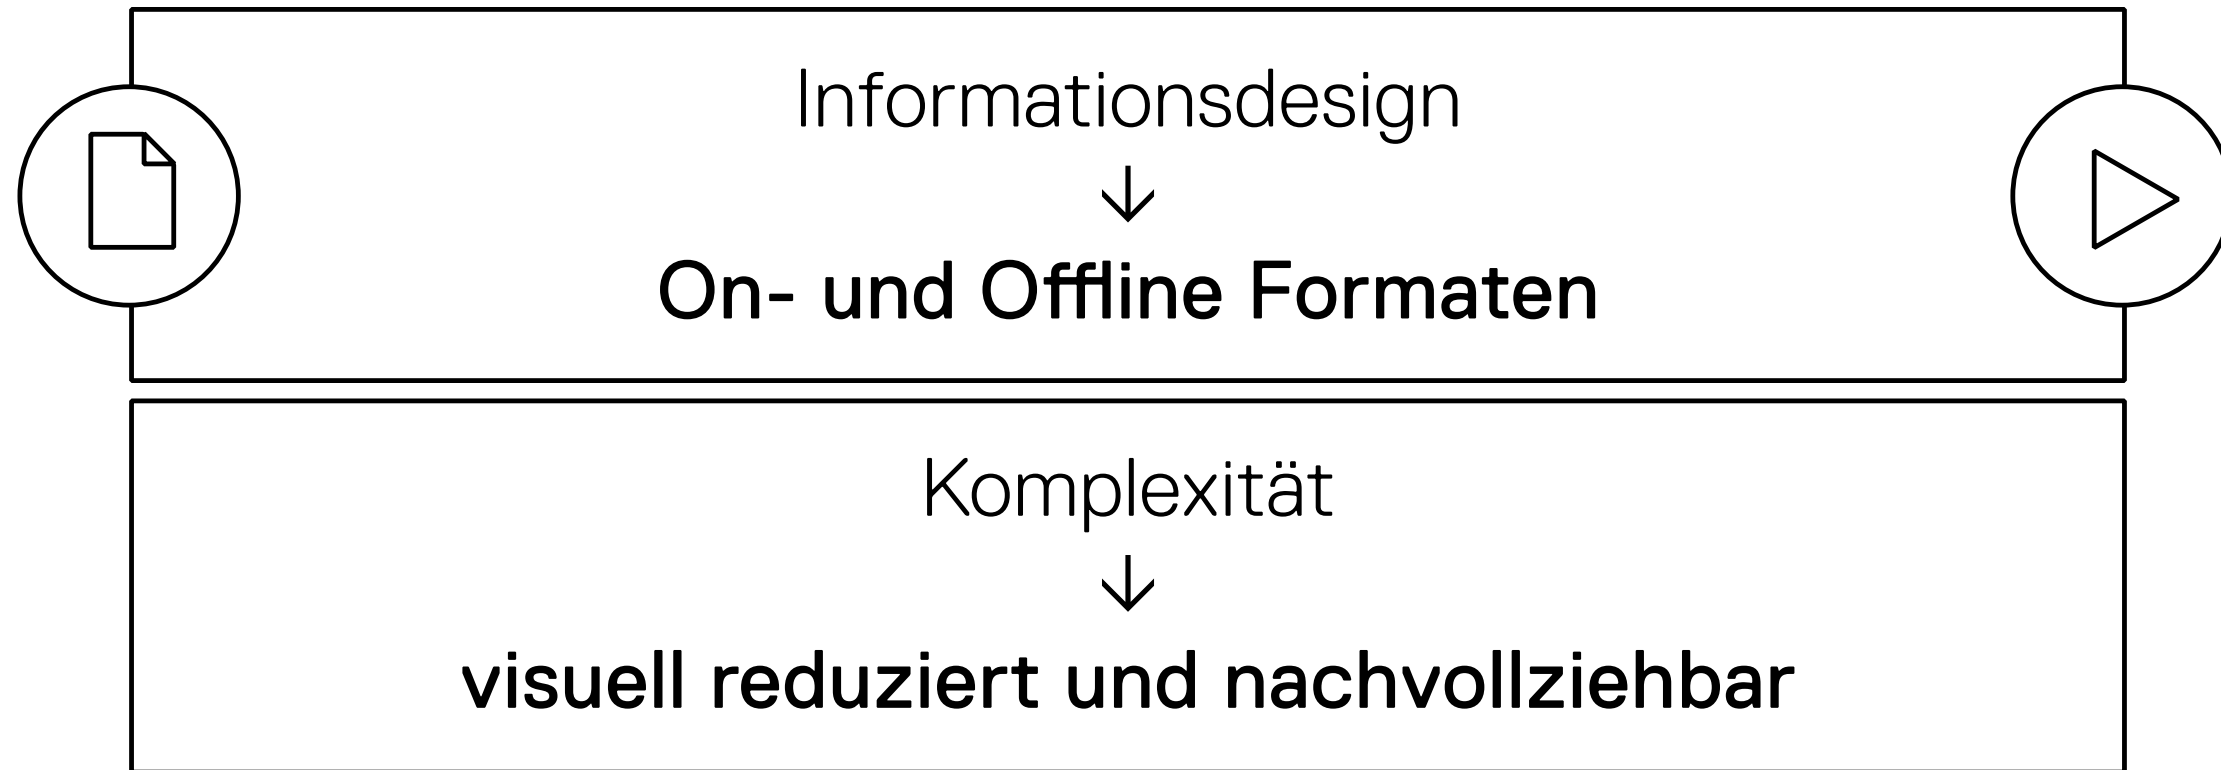 Informationsdesign
↓
On- und Offline Formaten
Komplexität
↓
visuell reduziert und nachvollziehbar